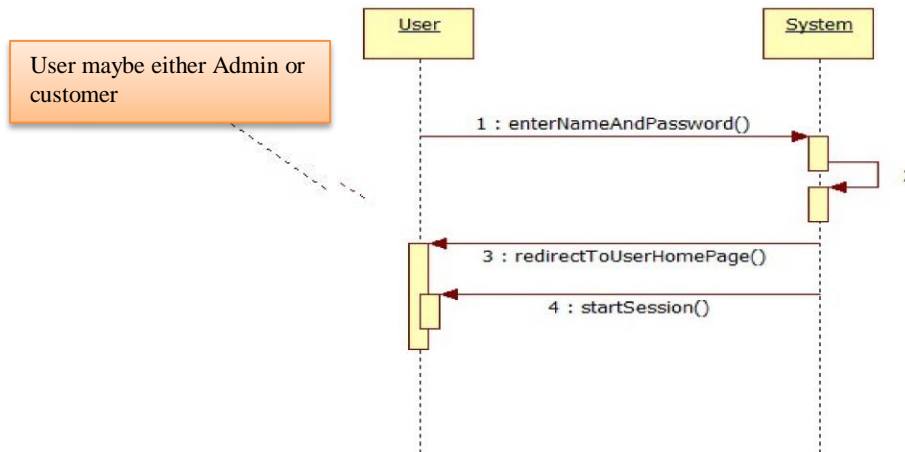 User
System
User maybe either Admin or
customer
1 : enterNameAndPassword()
3 : redirectToUserHomePage()
4 : startSession()